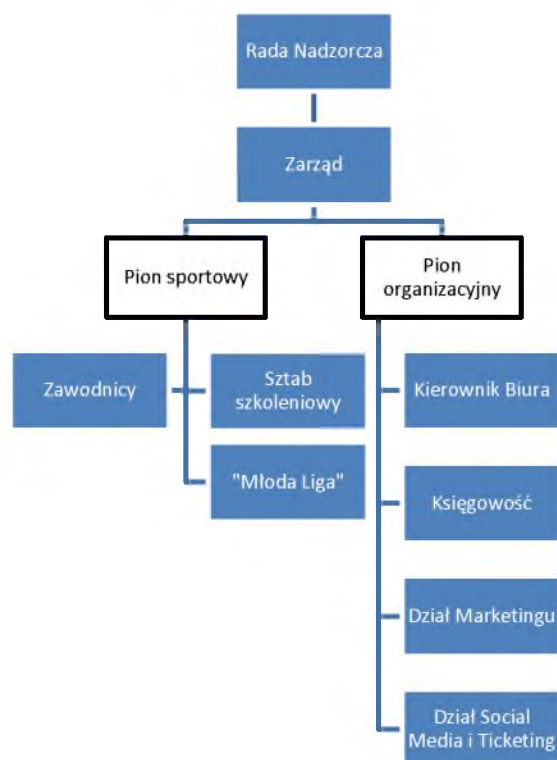 Rada Nadzorcza
Zarząd
Pion sportowy
Pion
organizacyjny
Zawodnicy
Sztab
szkoleniowy
Kierownik Biura
"Młoda Liga"
Księgowość
Dział Marketingu
Dział Social
Media i Ticketing